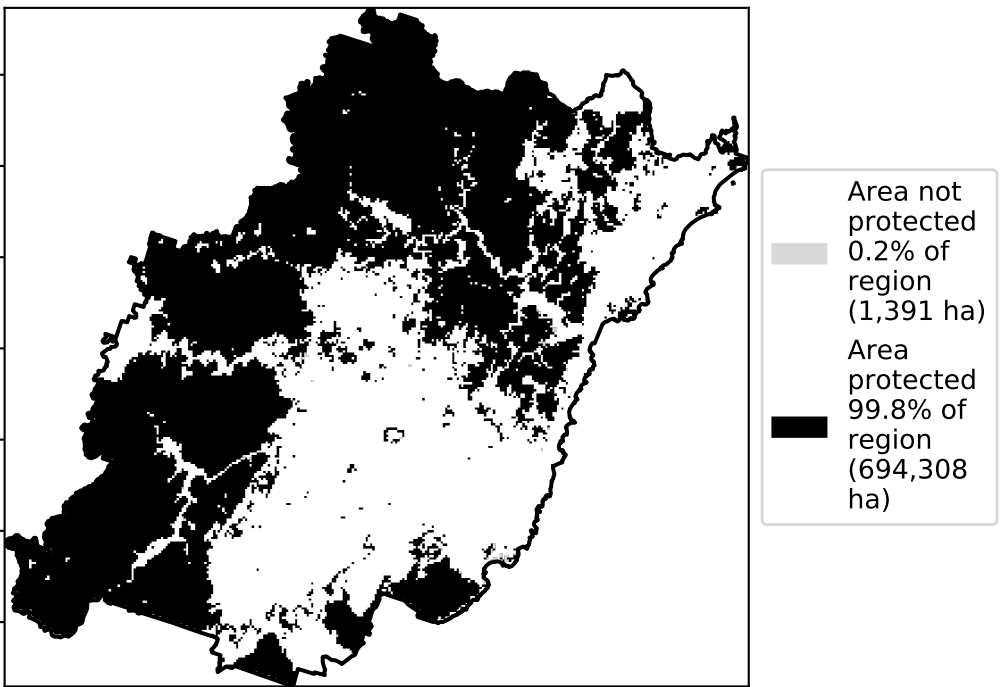 Area not
protected
0.2% of
region
(1,391 ha)
Area
protected
99.8% of
region
(694,308
ha)